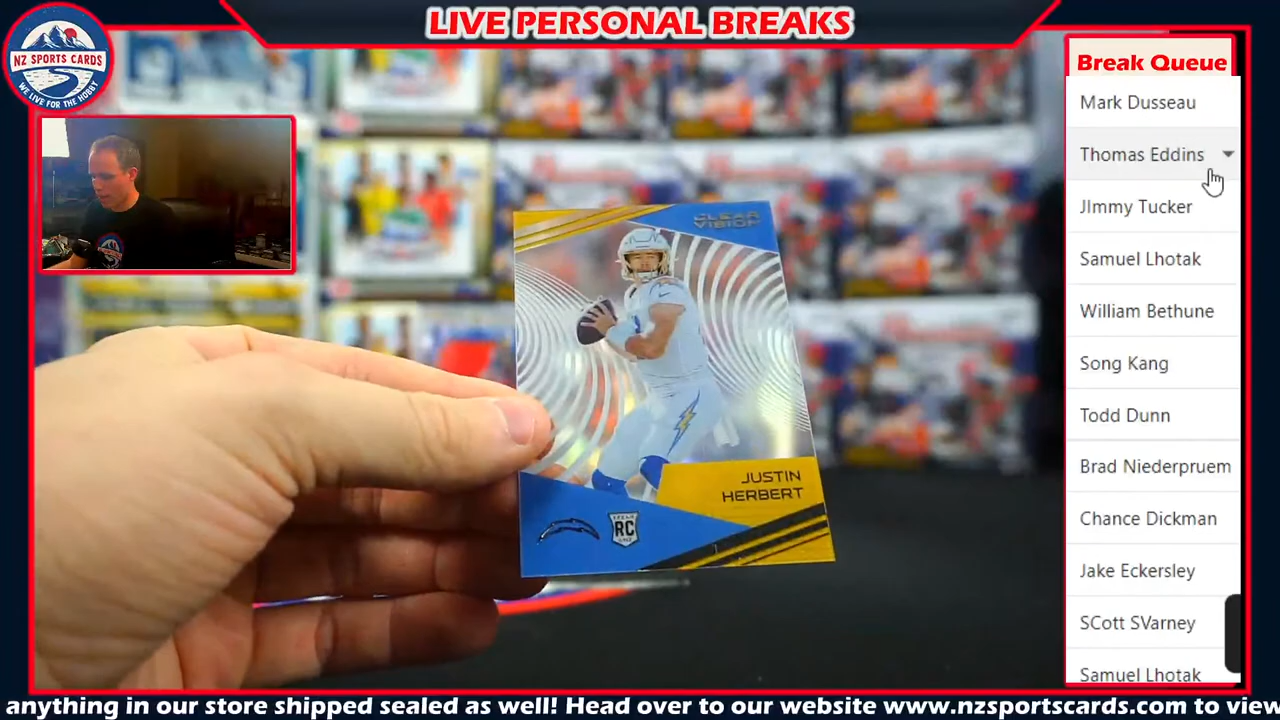 LIVE PERSONAL BREAKS
NZ SPORTS CARDS
WE LIVE FOR THE HOBBY
Break Queue
Mark Dusseau
Thomas Eddins
JImmy Tucker
Samuel Lhotak
William Bethune
Song Kang
Todd Dunn
Brad Niederpruem
Chance Dickman
Jake Eckersley
SCott SVarney
Samuel Lhotak
CLEAR
VISION
JUSTIN
HERBERT
RC
anything in our store shipped sealed as well! Head over to our website www.nzsportscards.com to view